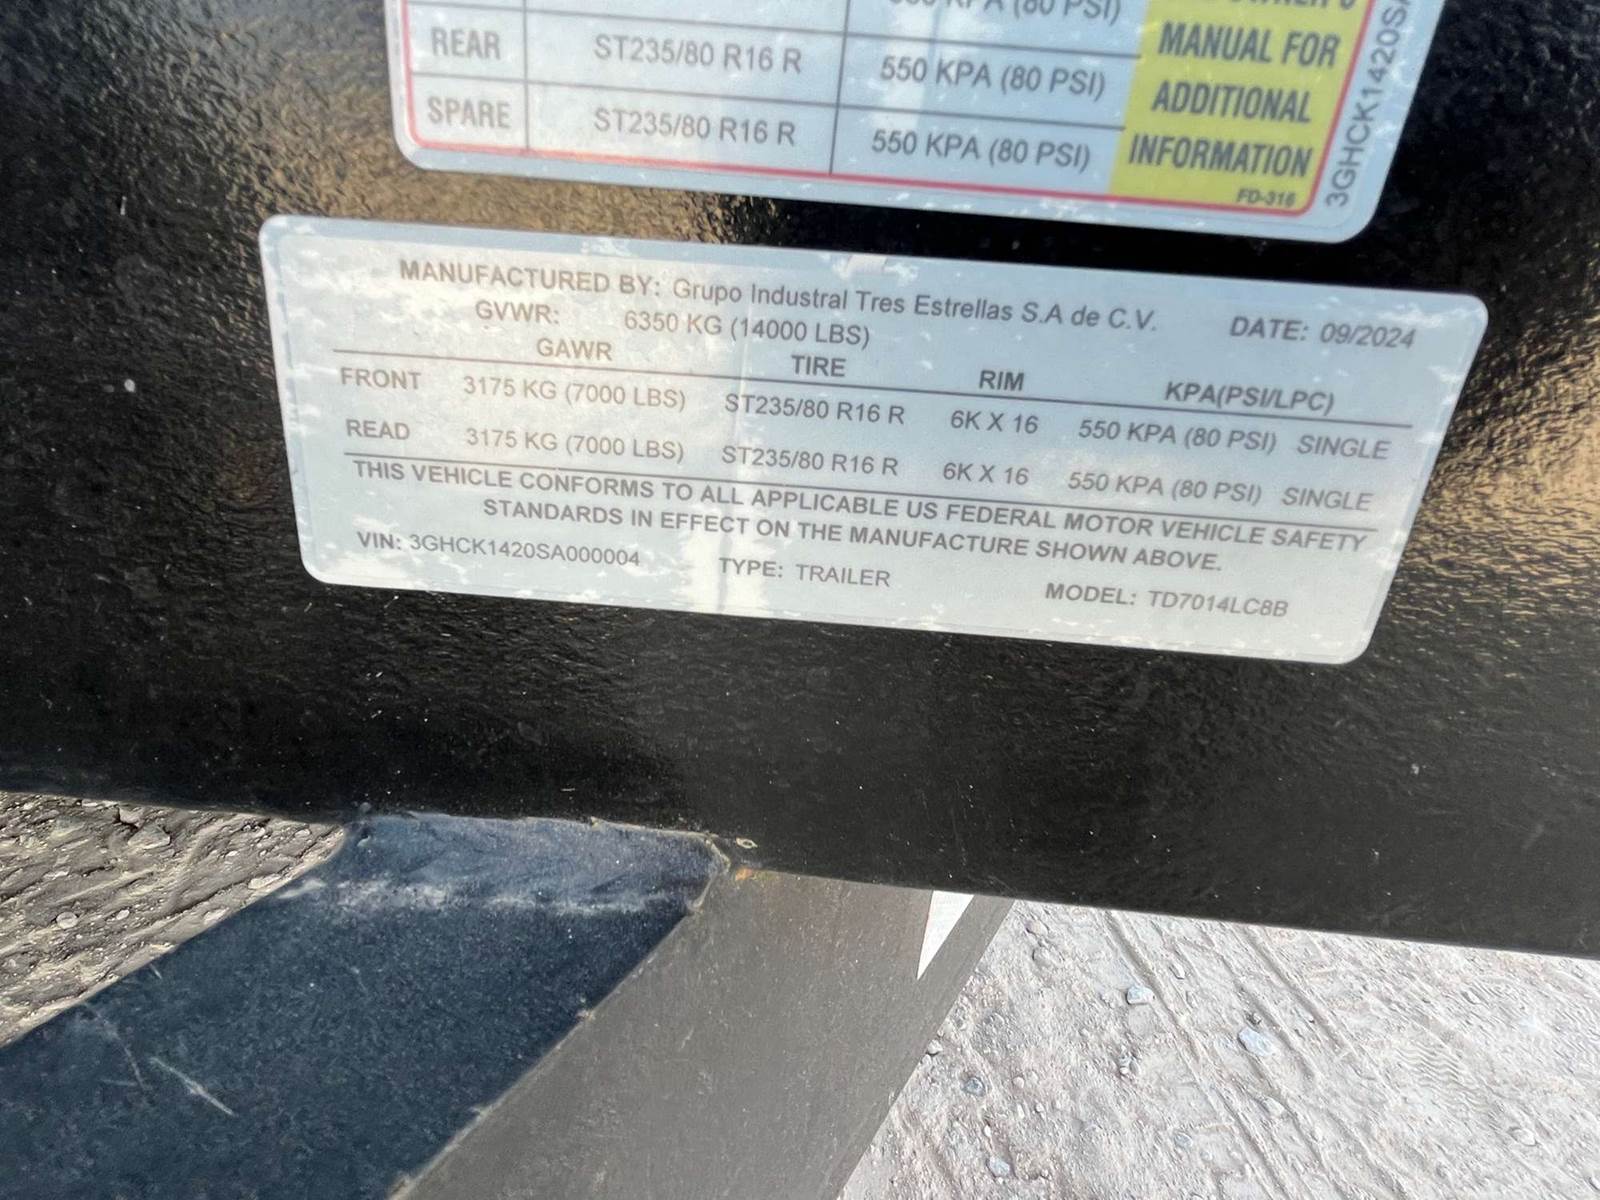 (80 PSI)
REAR ST235/80 R16 R 550 KPA (80 PSI)
SPARE ST235/80 R16 R 550 KPA (80 PSI)
MANUAL FOR
ADDITIONAL
INFORMATION
FD-316
3GHCK1420SA
MANUFACTURED BY: Grupo Industral Tres Estrellas S.A de C.V. DATE: 09/2024
GVWR: 6350 KG (14000 LBS)
GAWR TIRE RIM KPA(PSI/LPC)
FRONT 3175 KG (7000 LBS) ST235/80 R16 R 6K X 16 550 KPA (80 PSI) SINGLE
READ 3175 KG (7000 LBS) ST235/80 R16 R 6K X 16 550 KPA (80 PSI) SINGLE
THIS VEHICLE CONFORMS TO ALL APPLICABLE US FEDERAL MOTOR VEHICLE SAFETY
STANDARDS IN EFFECT ON THE MANUFACTURE SHOWN ABOVE.
VIN: 3GHCK1420SA000004 TYPE: TRAILER MODEL: TD7014LC8B